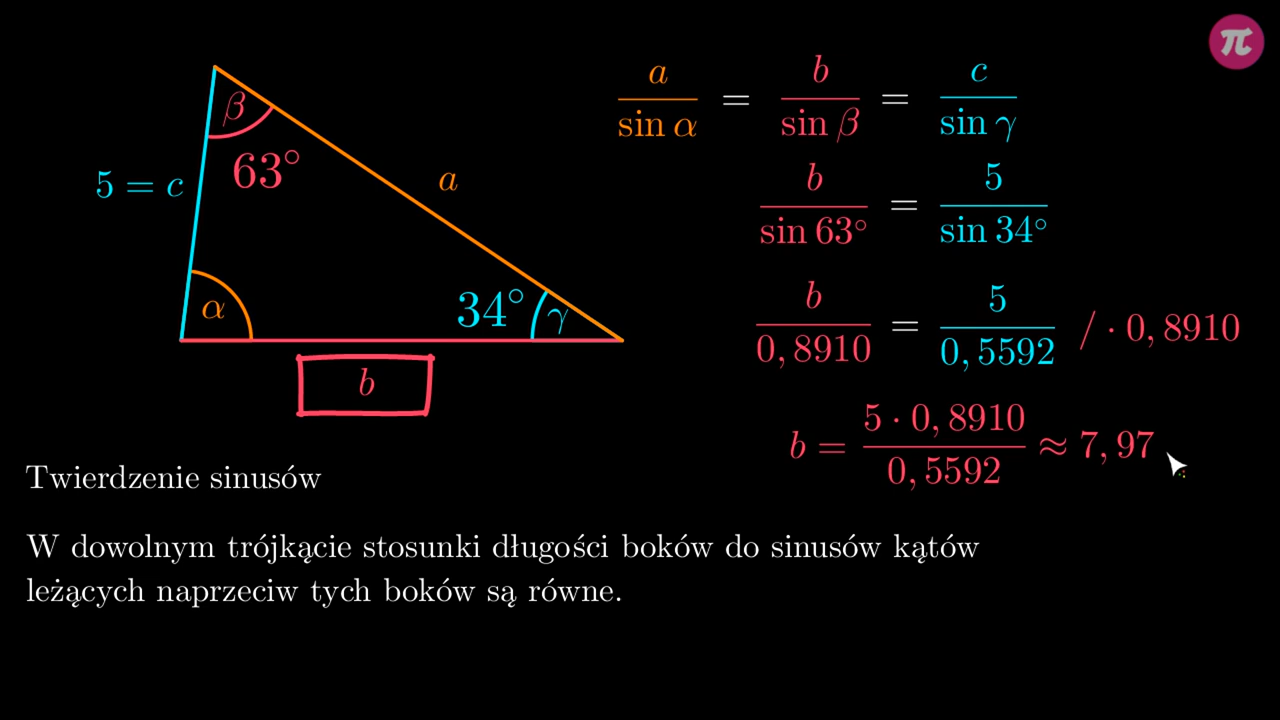 π
β
63°
5 = c
a
α
34°
γ
b
a / sin α = b / sin β = c / sin γ
b / sin 63° = 5 / sin 34°
b / 0,8910 = 5 / 0,5592 / · 0,8910
b = 5 · 0,8910 / 0,5592 ≈ 7,97
Twierdzenie sinusów
W dowolnym trójkącie stosunki długości boków do sinusów kątów
leżących naprzeciw tych boków są równe.